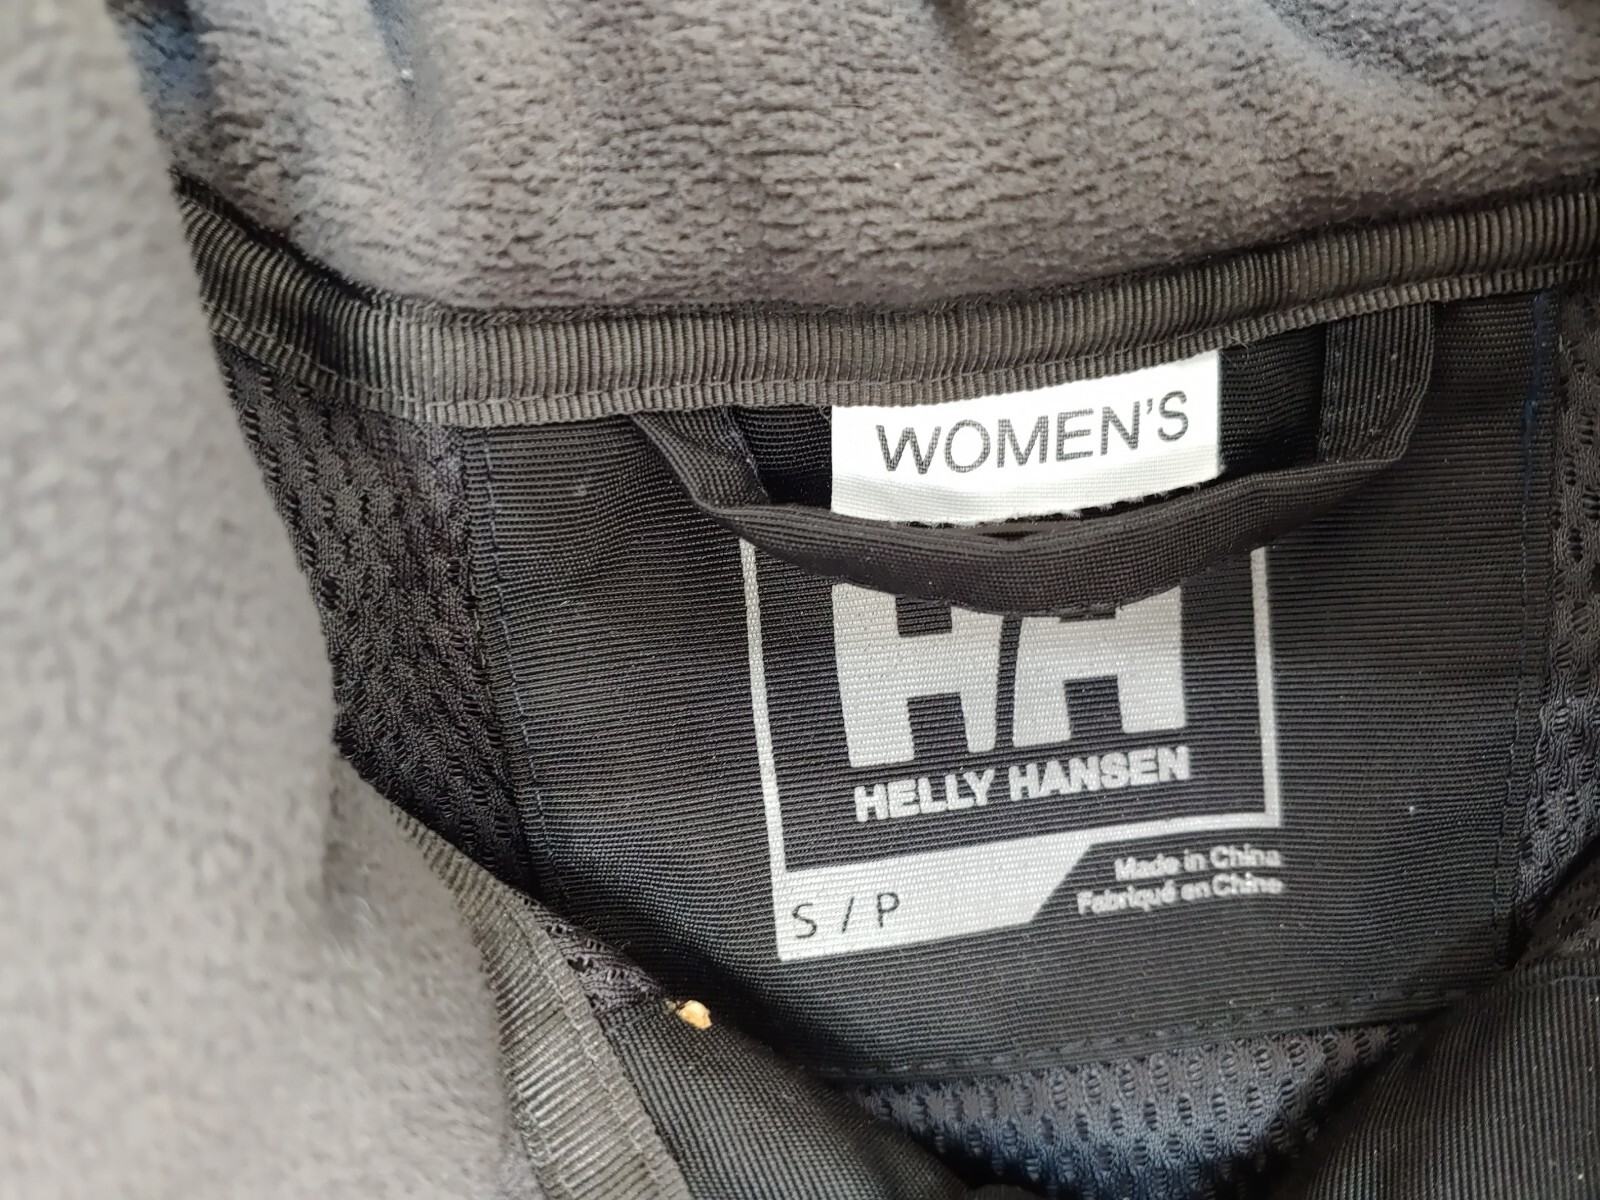 WOMEN'S
HH
HELLY HANSEN
Made in China
Fabriqué en Chine
S / P